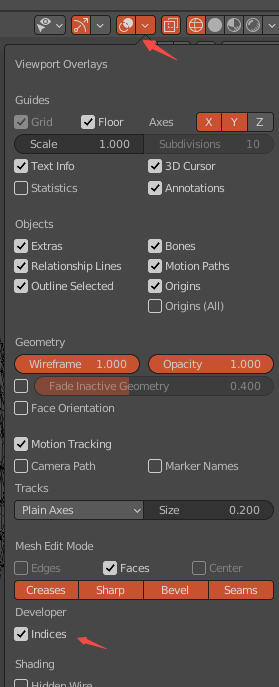 Viewport Overlays
Guides
Grid Floor Axes X Y Z
Scale 1.000 Subdivisions 10
Text Info 3D Cursor
Statistics Annotations
Objects
Extras Bones
Relationship Lines Motion Paths
Outline Selected Origins
Origins (All)
Geometry
Wireframe 1.000 Opacity 1.000
Fade Inactive Geometry 0.400
Face Orientation
Motion Tracking
Camera Path Marker Names
Tracks
Plain Axes Size 0.200
Mesh Edit Mode
Edges Faces Center
Creases Sharp Bevel Seams
Developer
Indices
Shading
Hidden Wire